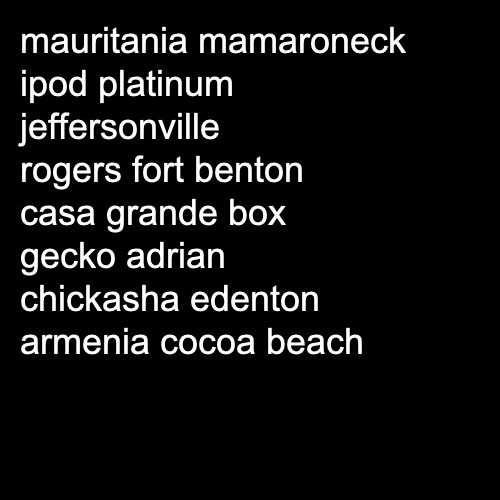 mauritania mamaroneck
ipod platinum
jeffersonville
rogers fort benton
casa grande box
gecko adrian
chickasha edenton
armenia cocoa beach